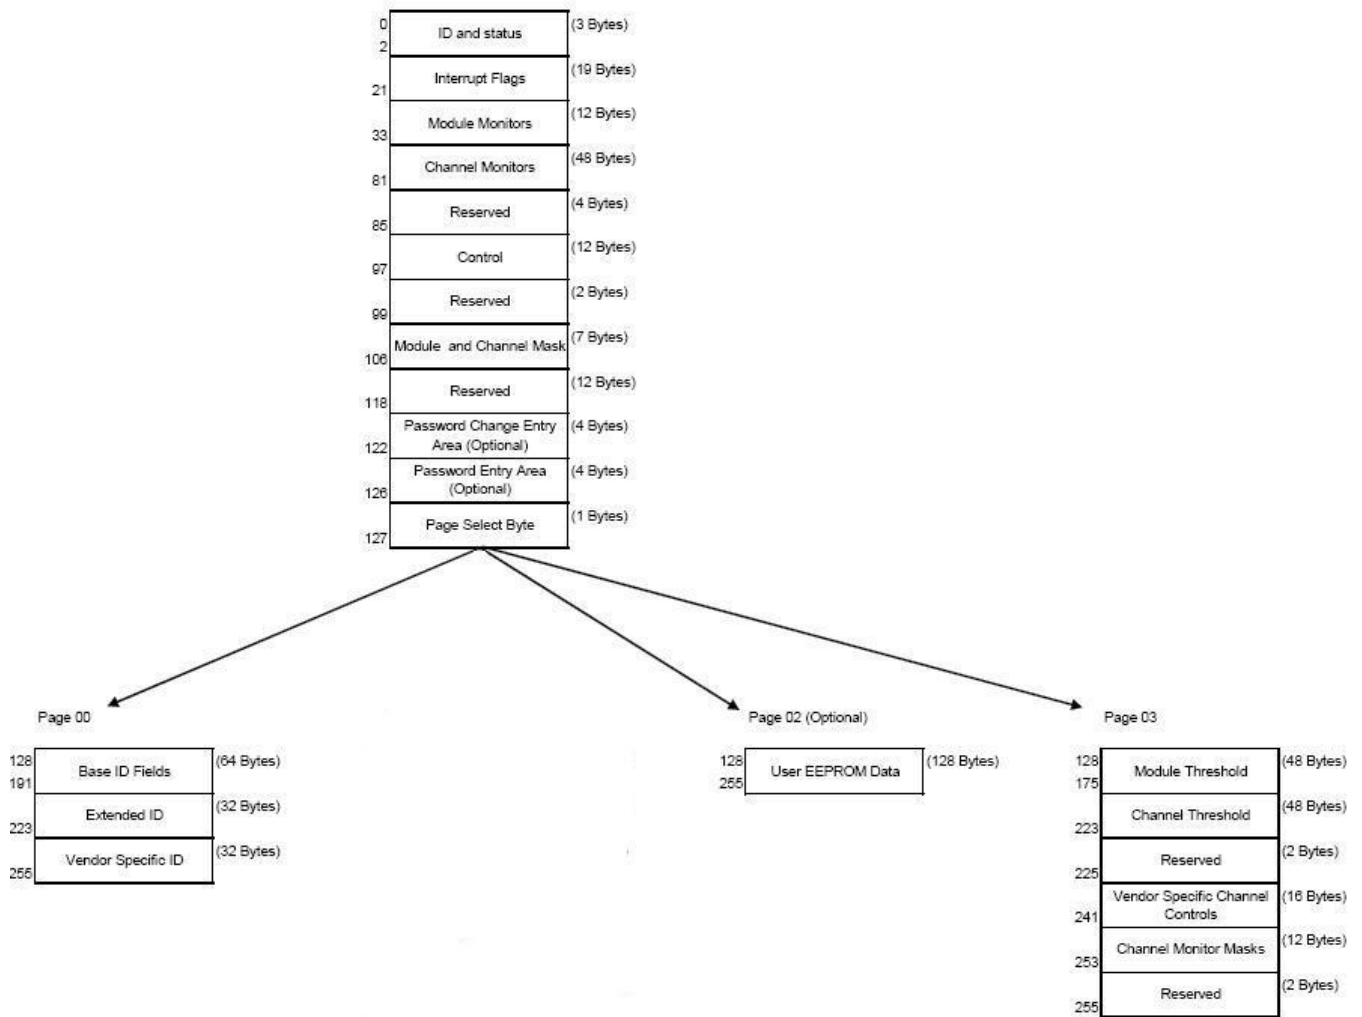 0
ID and status
(3 Bytes)
2
Interrupt Flags
(19 Bytes)
21
Module Monitors
(12 Bytes)
33
Channel Monitors
(48 Bytes)
81
Reserved
(4 Bytes)
85
Control
(12 Bytes)
97
Reserved
(2 Bytes)
99
Module and Channel Mask
(7 Bytes)
106
Reserved
(12 Bytes)
118
Password Change Entry
Area (Optional)
(4 Bytes)
122
Password Entry Area
(Optional)
(4 Bytes)
126
Page Select Byte
(1 Bytes)
127
Page 00
128
Base ID Fields
(64 Bytes)
191
Extended ID
(32 Bytes)
223
Vendor Specific ID
(32 Bytes)
255
Page 02 (Optional)
128
User EEPROM Data
(128 Bytes)
255
Page 03
128
Module Threshold
(48 Bytes)
175
Channel Threshold
(48 Bytes)
223
Reserved
(2 Bytes)
225
Vendor Specific Channel
Controls
(16 Bytes)
241
Channel Monitor Masks
(12 Bytes)
253
Reserved
(2 Bytes)
255